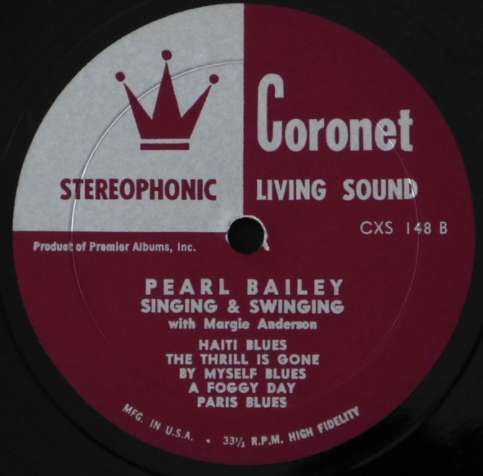 Coronet
STEREOPHONIC LIVING SOUND
CXS 148 B
Product of Premier Albums, Inc.
PEARL BAILEY
SINGING & SWINGING
with Margie Anderson
HAITI BLUES
THE THRILL IS GONE
BY MYSELF BLUES
A FOGGY DAY
PARIS BLUES
MFG. IN U.S.A. • 33⅓ R.P.M. HIGH FIDELITY